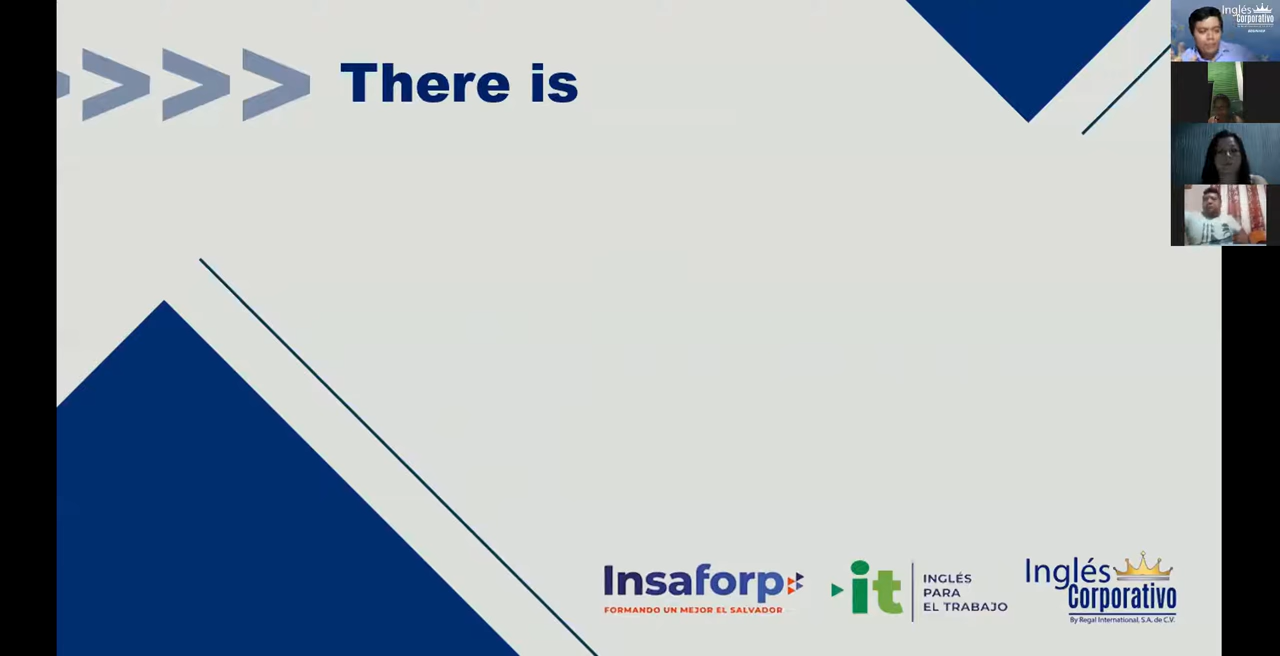 There is
Inglés
Corporativo
Insaforp
FORMANDO UN MEJOR EL SALVADOR
it
INGLÉS
PARA
EL TRABAJO
Inglés
Corporativo
By Regal International, S.A. de C.V.